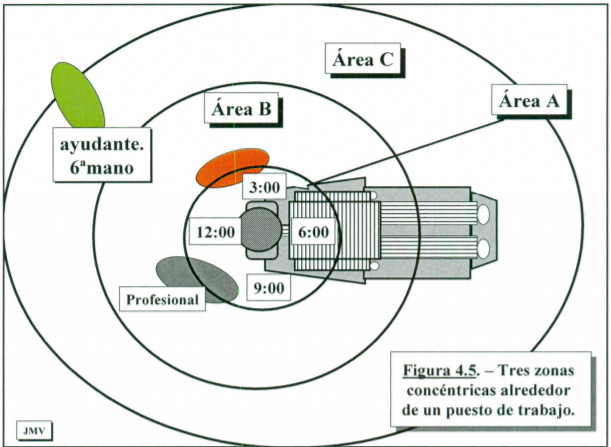 Área C
Área A
Área B
ayudante.
6ªmano
3:00
12:00
6:00
9:00
Profesional
Figura 4.5. – Tres zonas
concéntricas alrededor
de un puesto de trabajo.
JMV